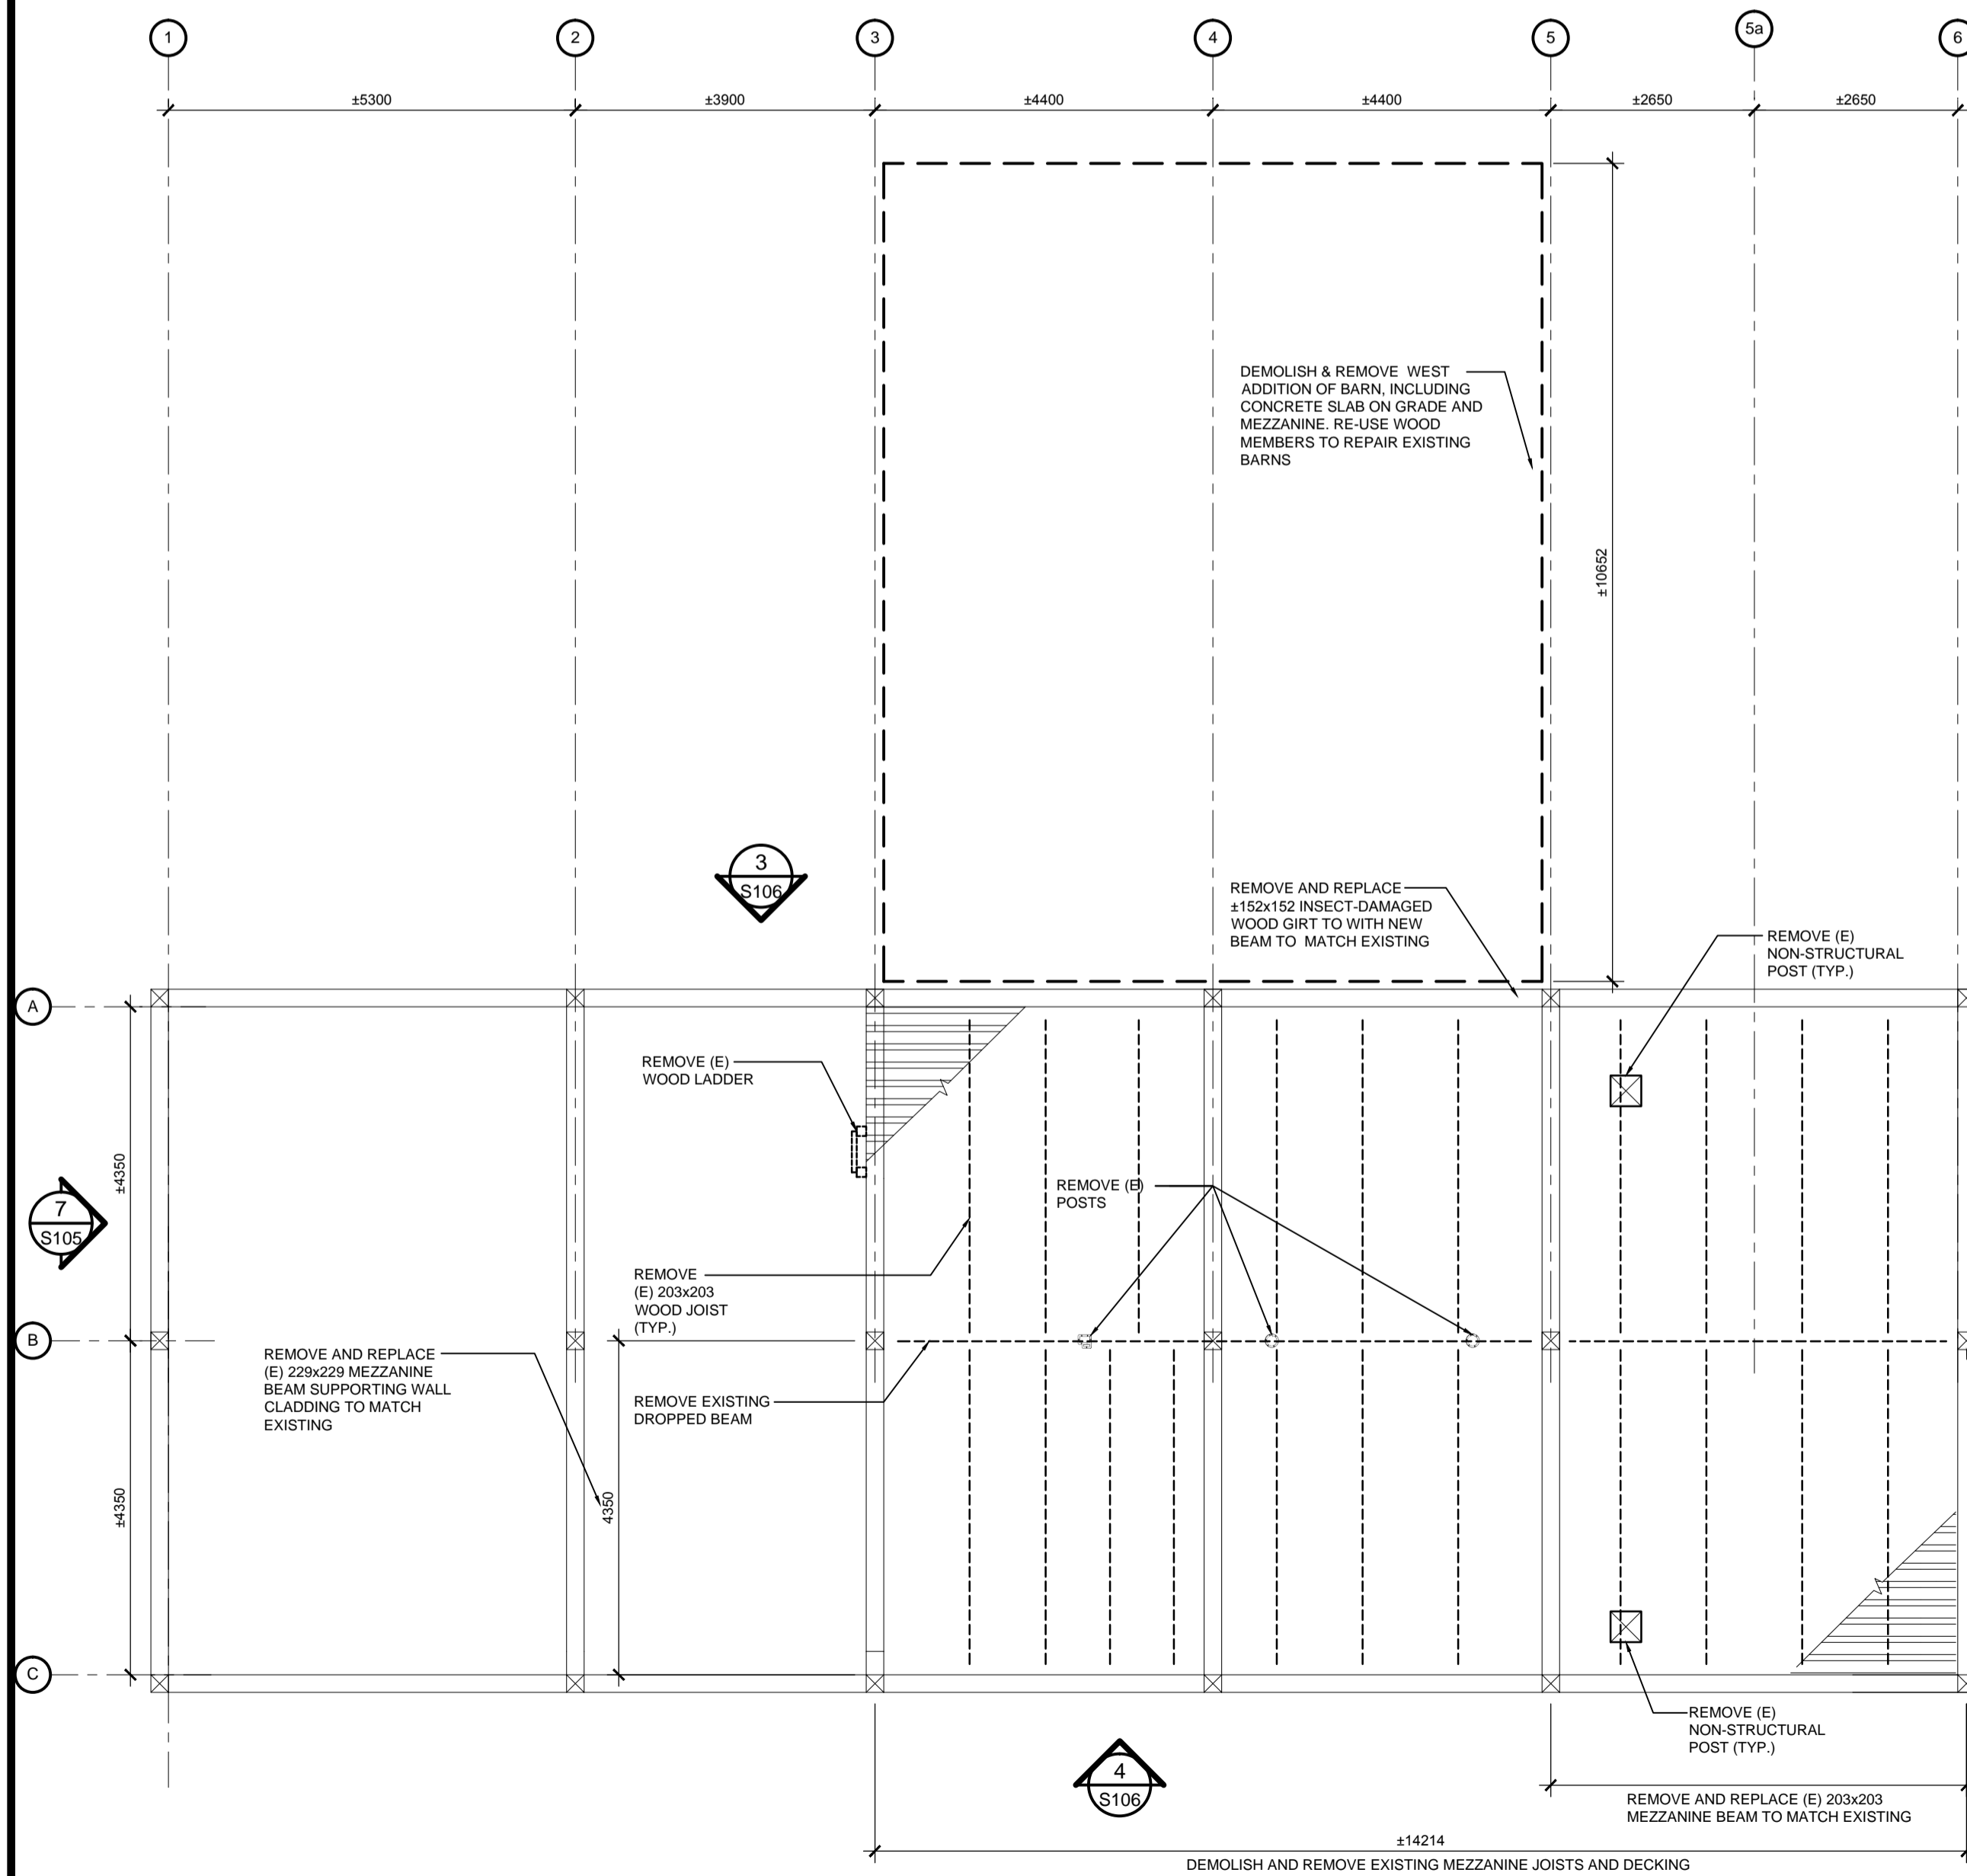 1
2
3
4
5
5a
6
±5300
±3900
±4400
±4400
±2650
±2650
DEMOLISH & REMOVE WEST
ADDITION OF BARN, INCLUDING
CONCRETE SLAB ON GRADE AND
MEZZANINE. RE-USE WOOD
MEMBERS TO REPAIR EXISTING
BARNS
±10652
3
S106
REMOVE AND REPLACE
±152x152 INSECT-DAMAGED
WOOD GIRT TO WITH NEW
BEAM TO MATCH EXISTING
REMOVE (E)
NON-STRUCTURAL
POST (TYP.)
A
REMOVE (E)
WOOD LADDER
±4350
7
S105
REMOVE (E)
POSTS
REMOVE
(E) 203x203
WOOD JOIST
(TYP.)
B
REMOVE AND REPLACE
(E) 229x229 MEZZANINE
BEAM SUPPORTING WALL
CLADDING TO MATCH
EXISTING
REMOVE EXISTING
DROPPED BEAM
±4350
4350
C
REMOVE (E)
NON-STRUCTURAL
POST (TYP.)
4
S106
REMOVE AND REPLACE (E) 203x203
MEZZANINE BEAM TO MATCH EXISTING
±14214
DEMOLISH AND REMOVE EXISTING MEZZANINE JOISTS AND DECKING